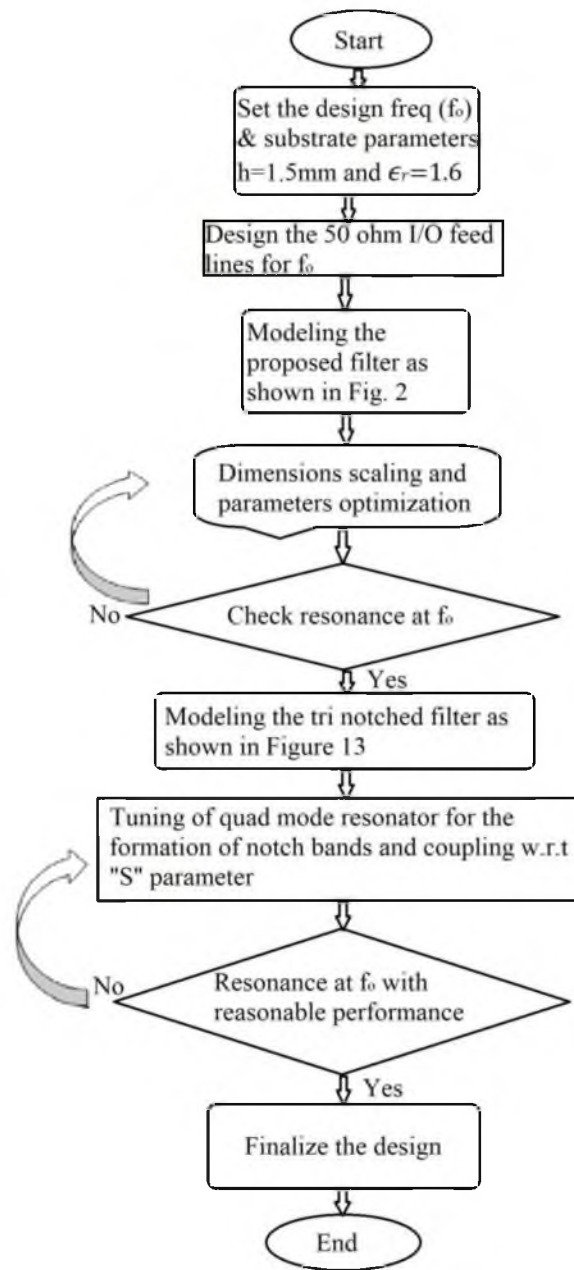 Start
Set the design freq (fₒ)
& substrate parameters
h=1.5mm and ϵᵣ=1.6
Design the 50 ohm I/O feed
lines for fₒ
Modeling the
proposed filter as
shown in Fig. 2
Dimensions scaling and
parameters optimization
No
Check resonance at fₒ
Yes
Modeling the tri notched filter as
shown in Figure 13
Tuning of quad mode resonator for the
formation of notch bands and coupling w.r.t
"S" parameter
No
Resonance at fₒ with
reasonable performance
Yes
Finalize the design
End